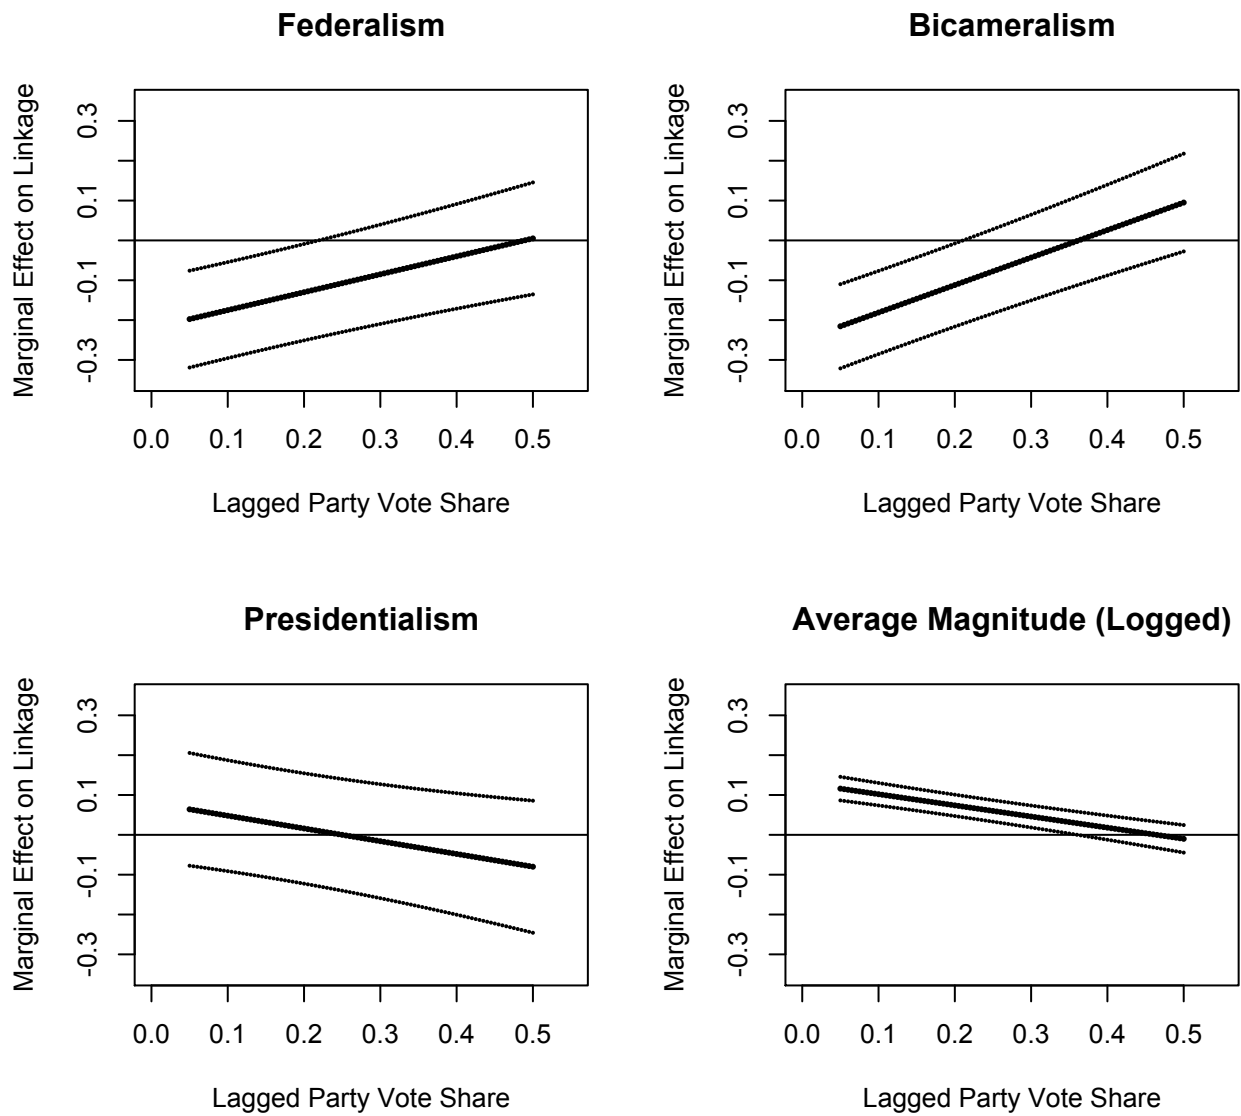 Federalism
Marginal Effect on Linkage
0.3
0.1
-0.1
-0.3
0.0 0.1 0.2 0.3 0.4 0.5
Lagged Party Vote Share
Bicameralism
Marginal Effect on Linkage
0.3
0.1
-0.1
-0.3
0.0 0.1 0.2 0.3 0.4 0.5
Lagged Party Vote Share
Presidentialism
Marginal Effect on Linkage
0.3
0.1
-0.1
-0.3
0.0 0.1 0.2 0.3 0.4 0.5
Lagged Party Vote Share
Average Magnitude (Logged)
Marginal Effect on Linkage
0.3
0.1
-0.1
-0.3
0.0 0.1 0.2 0.3 0.4 0.5
Lagged Party Vote Share